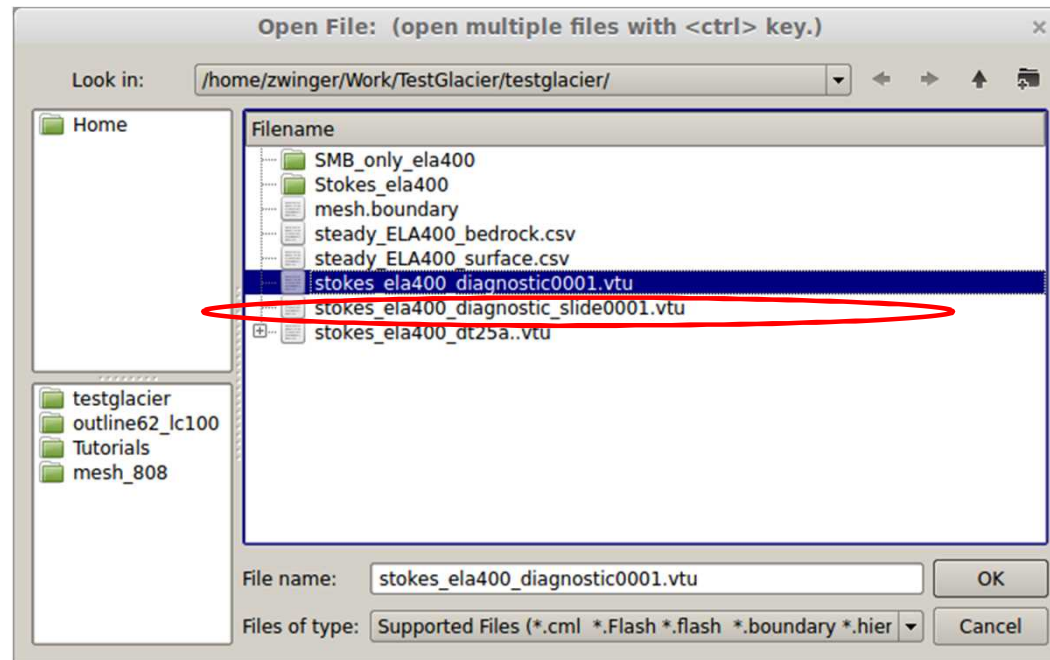 Open File:  (open multiple files with <ctrl> key.)
Look in: /home/zwinger/Work/TestGlacier/testglacier/
Home
Filename
SMB_only_ela400
Stokes_ela400
mesh.boundary
steady_ELA400_bedrock.csv
steady_ELA400_surface.csv
stokes_ela400_diagnostic0001.vtu
stokes_ela400_diagnostic_slide0001.vtu
stokes_ela400_dt25a..vtu
testglacier
outline62_lc100
Tutorials
mesh_808
File name: stokes_ela400_diagnostic0001.vtu OK
Files of type: Supported Files (*.cml *.Flash *.flash *.boundary *.hier Cancel